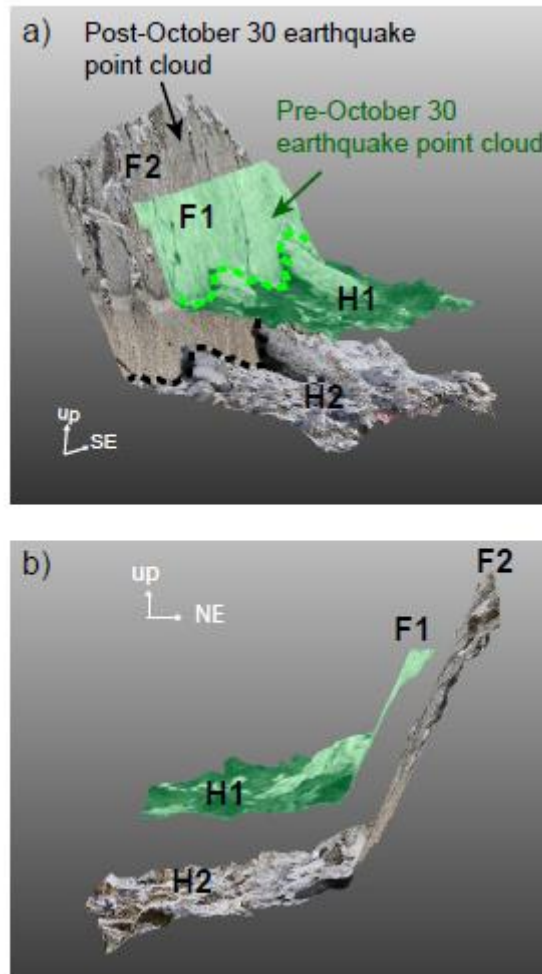 a)
Post-October 30 earthquake
point cloud
Pre-October 30
earthquake point cloud
F2
F1
H1
H2
up
SE
b)
up
NE
F2
F1
H1
H2